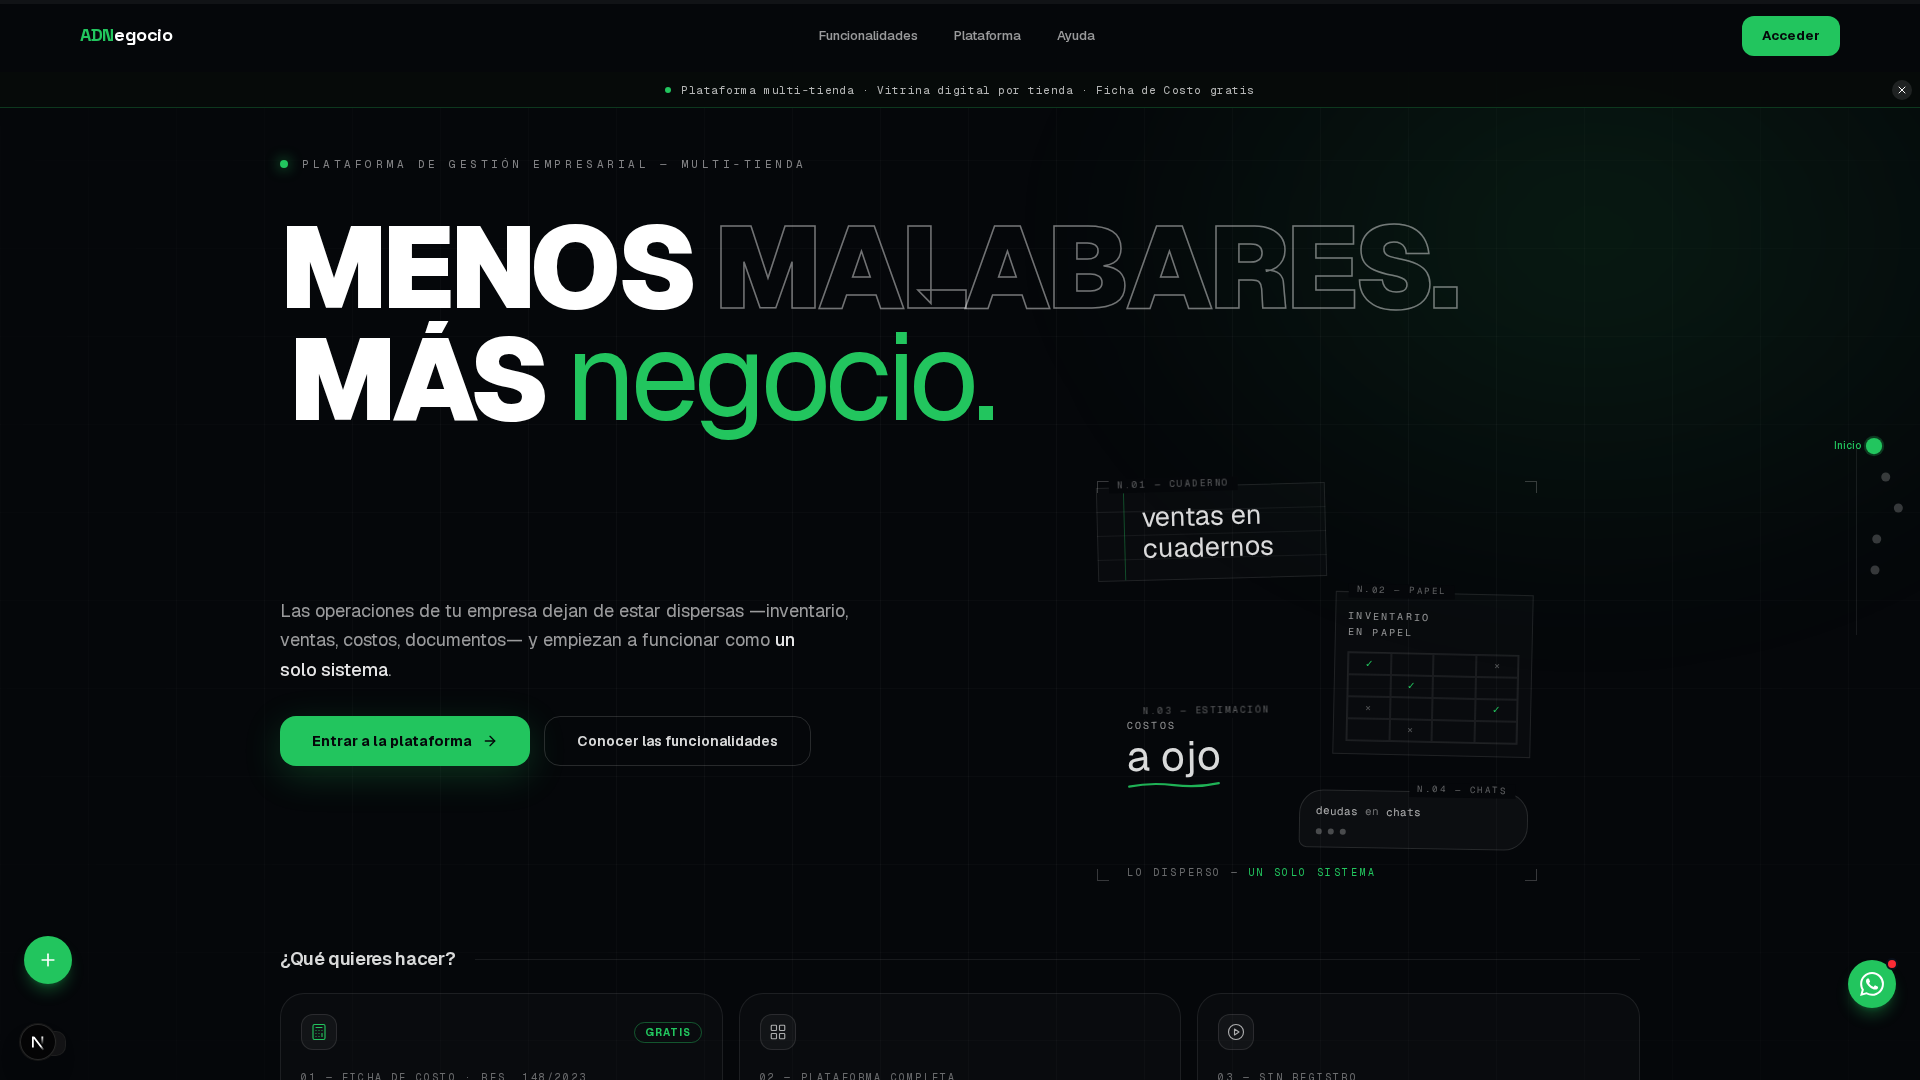 ADNegocio
Funcionalidades
Plataforma
Ayuda
Acceder
Plataforma multi-tienda · Vitrina digital por tienda · Ficha de Costo gratis
PLATAFORMA DE GESTIÓN EMPRESARIAL — MULTI-TIENDA
MENOS MALABARES.
MÁS negocio.
Inicio
N.01 — CUADERNO
ventas en
cuadernos
N.02 — PAPEL
INVENTARIO
EN PAPEL
Las operaciones de tu empresa dejan de estar dispersas —inventario,
ventas, costos, documentos— y empiezan a funcionar como un
solo sistema.
N.03 — ESTIMACIÓN
COSTOS
a ojo
Entrar a la plataforma
Conocer las funcionalidades
N.04 — CHATS
deudas en chats
LO DISPERSO — UN SOLO SISTEMA
¿Qué quieres hacer?
GRATIS
01 — FICHA DE COSTO · RES. 148/2023
02 — PLATAFORMA COMPLETA
03 — SIN REGISTRO